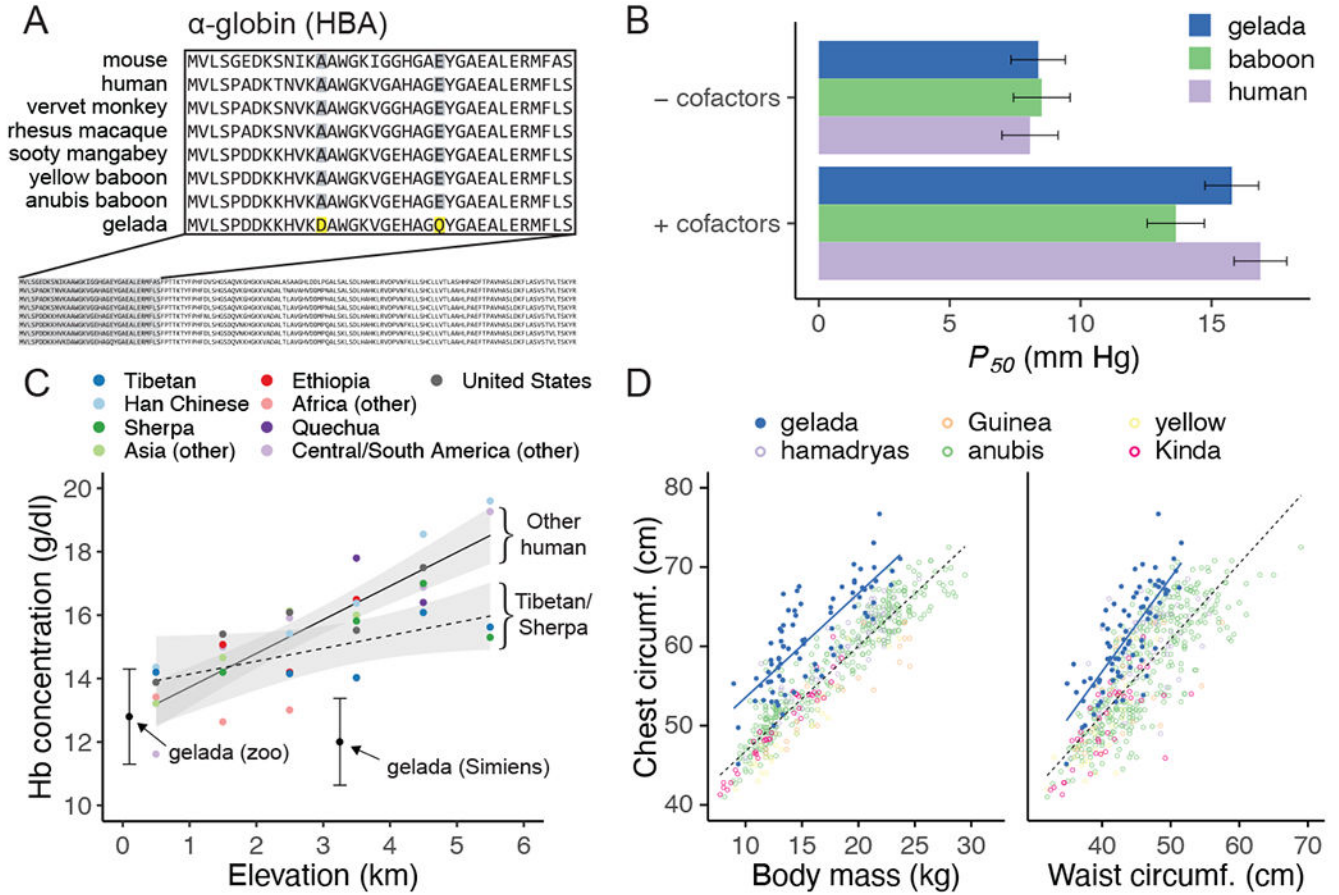 A
α-globin (HBA)
mouse MVLSGEDKSNIKAAWGKIGGHGAEYGAEALERMFAS
human MVLSPADKTNVKAAWGKVGAHAGEYGAEALERMFLS
vervet monkey MVLSPADKSNVKAAWGKVGGHAGEYGAEALERMFLS
rhesus macaque MVLSPADKSNVKAAWGKVGGHAGEYGAEALERMFLS
sooty mangabey MVLSPDDKKHVKAAWGKVGEHAGEYGAEALERMFLS
yellow baboon MVLSPDDKKHVKAAWGKVGEHAGEYGAEALERMFLS
anubis baboon MVLSPDDKKHVKAAWGKVGEHAGEYGAEALERMFLS
gelada MVLSPDDKKHVKDAWGKVGEHAGQYGAEALERMFLS
B
gelada
baboon
human
− cofactors
+ cofactors
0 5 10 15
P50 (mm Hg)
C
Tibetan Ethiopia United States
Han Chinese Africa (other)
Sherpa Quechua
Asia (other) Central/South America (other)
Hb concentration (g/dl)
20
18
16
14
12
10
Other
human
Tibetan/
Sherpa
gelada (zoo)
gelada (Simiens)
0 1 2 3 4 5 6
Elevation (km)
D
gelada Guinea yellow
hamadryas anubis Kinda
Chest circumf. (cm)
80
70
60
50
40
10 15 20 25 30
Body mass (kg)
40 50 60 70
Waist circumf. (cm)